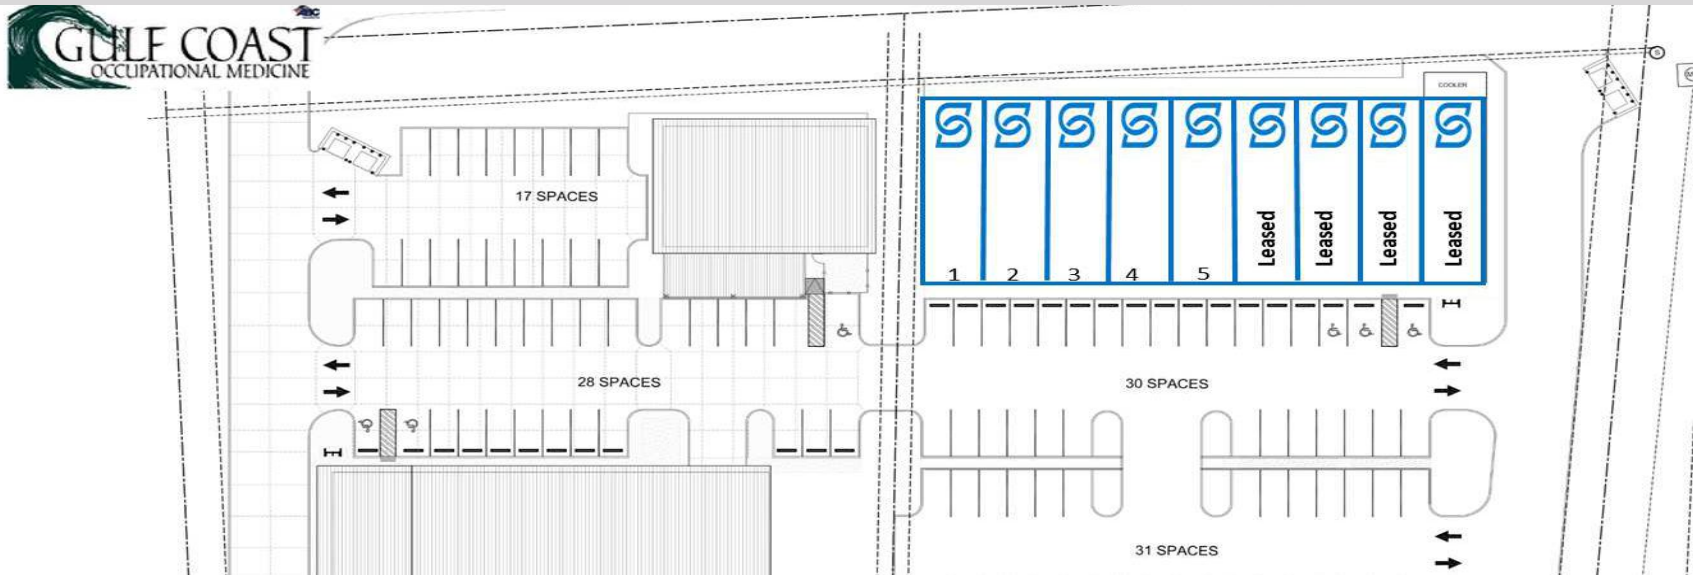 GULF COAST
OCCUPATIONAL MEDICINE
COOLER
S
17 SPACES
Leased
Leased
Leased
Leased
1
2
3
4
5
28 SPACES
30 SPACES
31 SPACES